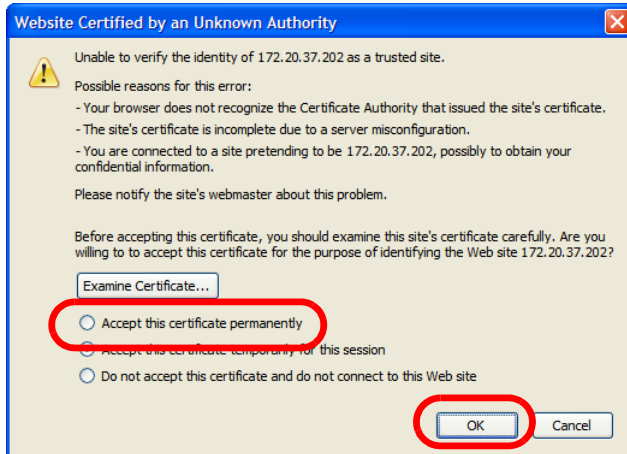 Website Certified by an Unknown Authority
Unable to verify the identity of 172.20.37.202 as a trusted site.
Possible reasons for this error:
- Your browser does not recognize the Certificate Authority that issued the site's certificate.
- The site's certificate is incomplete due to a server misconfiguration.
- You are connected to a site pretending to be 172.20.37.202, possibly to obtain your
confidential information.
Please notify the site's webmaster about this problem.
Before accepting this certificate, you should examine this site's certificate carefully. Are you
willing to to accept this certificate for the purpose of identifying the Web site 172.20.37.202?
Examine Certificate...
Accept this certificate permanently
Accept this certificate temporarily for this session
Do not accept this certificate and do not connect to this Web site
OK
Cancel